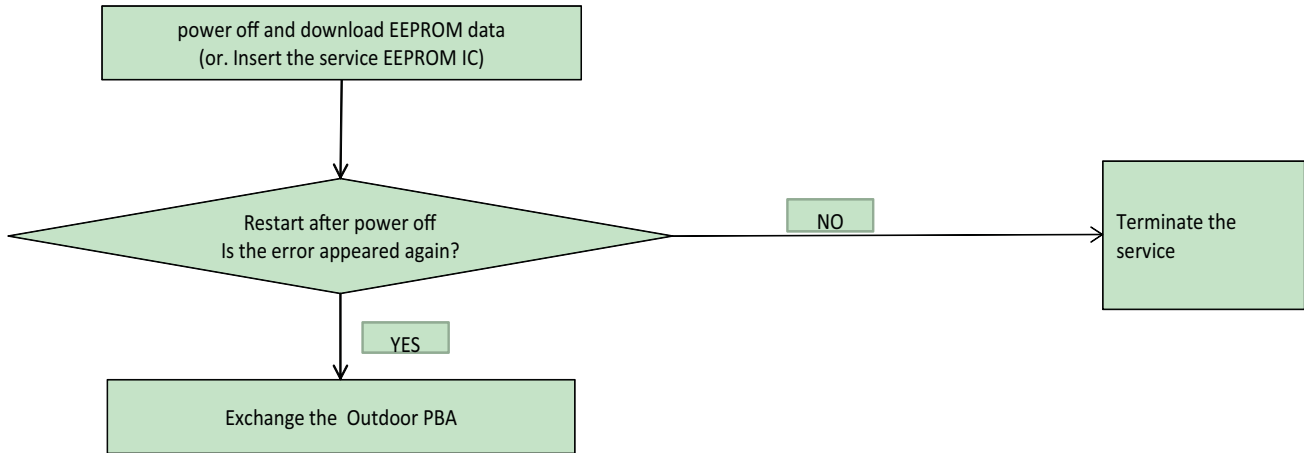 power off and download EEPROM data
(or. Insert the service EEPROM IC)
Restart after power off
Is the error appeared again?
NO
Terminate the
service
YES
Exchange the  Outdoor PBA